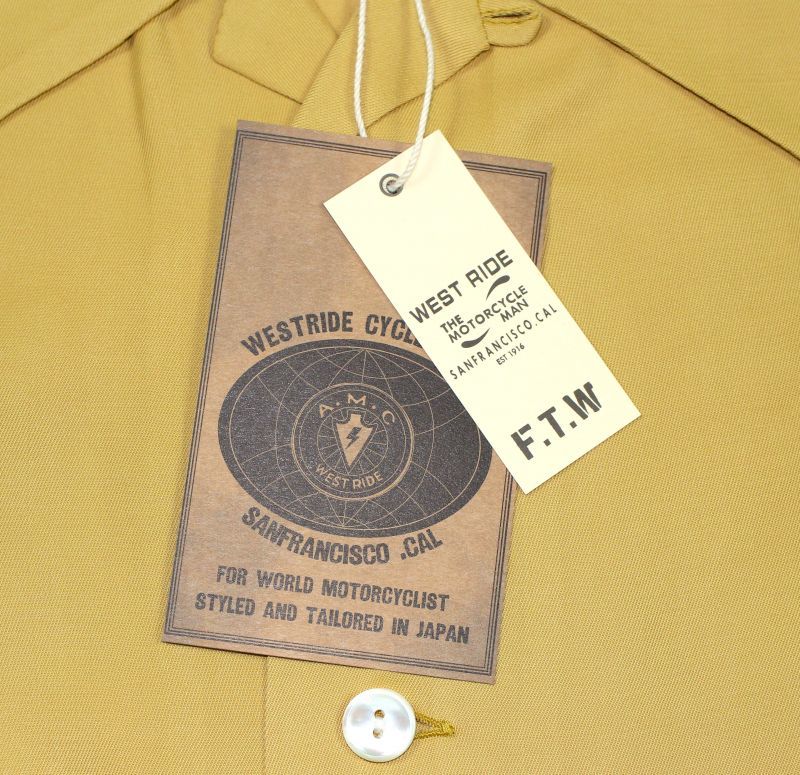 WEST RIDE
THE
MOTORCYCLE
MAN
SANFRANCISCO.CAL
EST 1916
F.T.W
WESTRIDE CYCLE
A.M.C
WEST RIDE
SANFRANCISCO .CAL
FOR WORLD MOTORCYCLIST
STYLED AND TAILORED IN JAPAN